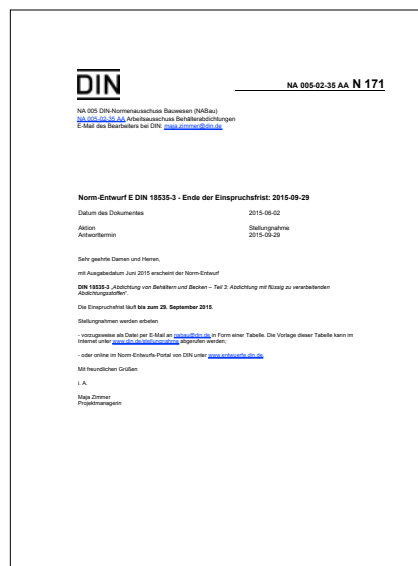 DIN
NA 005-02-35 AA N 171
NA 005 DIN-Normenausschuss Bauwesen (NABau)
NA 005-02-35 AA Arbeitsausschuss Behälterabdichtungen
E-Mail des Bearbeiters bei DIN: maja.zimmer@din.de
Norm-Entwurf E DIN 18535-3 - Ende der Einspruchsfrist: 2015-09-29
Datum des Dokumentes 2015-06-02
Aktion Stellungnahme
Antworttermin 2015-09-29
Sehr geehrte Damen und Herren,
mit Ausgabedatum Juni 2015 erscheint der Norm-Entwurf
DIN 18535-3 „Abdichtung von Behältern und Becken – Teil 3: Abdichtung mit flüssig zu verarbeitenden
Abdichtungsstoffen“.
Die Einspruchsfrist läuft bis zum 29. September 2015.
Stellungnahmen werden erbeten
- vorzugsweise als Datei per E-Mail an nabau@din.de in Form einer Tabelle. Die Vorlage dieser Tabelle kann im
Internet unter www.din.de/stellungnahme abgerufen werden;
- oder online im Norm-Entwurfs-Portal von DIN unter www.entwuerfe.din.de.
Mit freundlichen Grüßen
i. A.
Maja Zimmer
Projektmanagerin